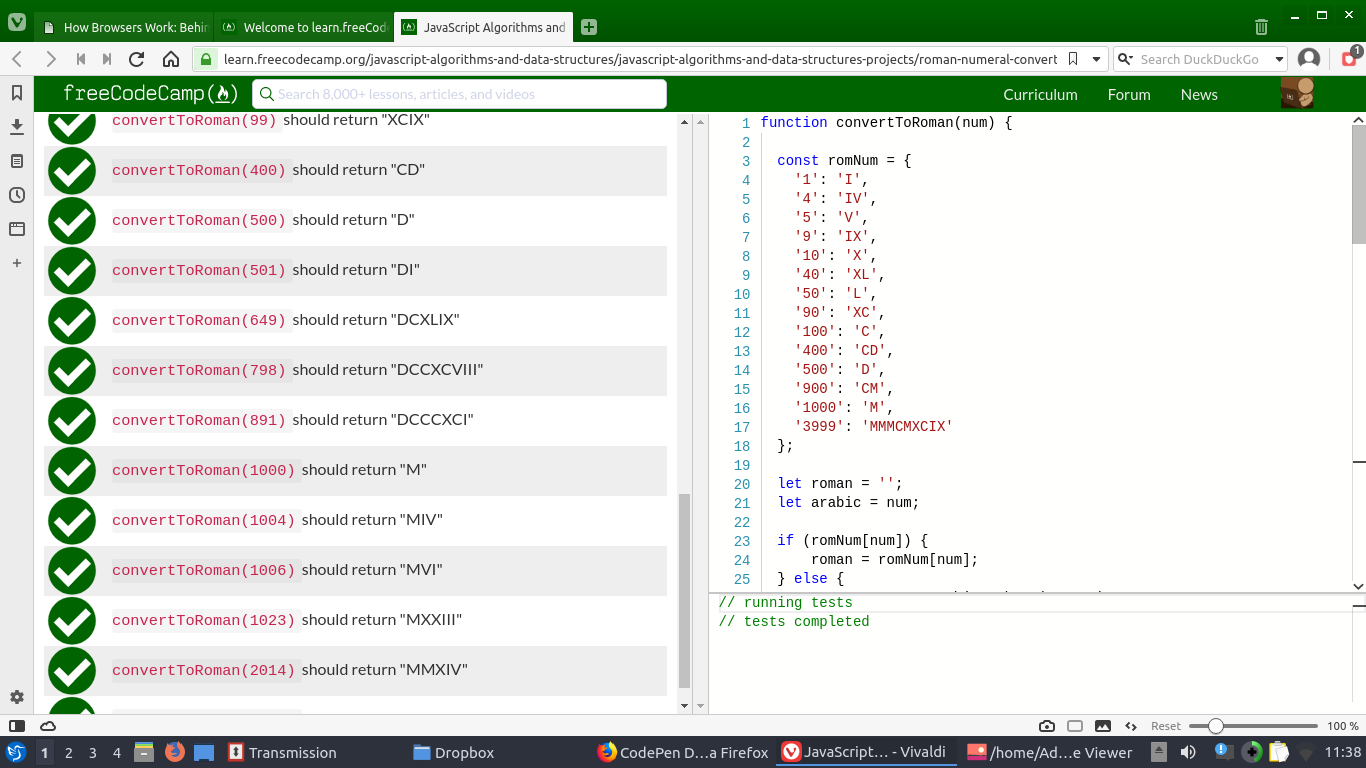 How Browsers Work: Behin
Welcome to learn.freeCode
JavaScript Algorithms and
learn.freecodecamp.org/javascript-algorithms-and-data-structures/javascript-algorithms-and-data-structures-projects/roman-numeral-convert
Search DuckDuckGo
1
freeCodeCamp
Search 8,000+ lessons, articles, and videos
Curriculum
Forum
News
convertToRoman(99) should return "XCIX"
convertToRoman(400) should return "CD"
convertToRoman(500) should return "D"
convertToRoman(501) should return "DI"
convertToRoman(649) should return "DCXLIX"
convertToRoman(798) should return "DCCXCVIII"
convertToRoman(891) should return "DCCCXCI"
convertToRoman(1000) should return "M"
convertToRoman(1004) should return "MIV"
convertToRoman(1006) should return "MVI"
convertToRoman(1023) should return "MXXIII"
convertToRoman(2014) should return "MMXIV"
1 function convertToRoman(num) {
2
3 const romNum = {
4 '1': 'I',
5 '4': 'IV',
6 '5': 'V',
7 '9': 'IX',
8 '10': 'X',
9 '40': 'XL',
10 '50': 'L',
11 '90': 'XC',
12 '100': 'C',
13 '400': 'CD',
14 '500': 'D',
15 '900': 'CM',
16 '1000': 'M',
17 '3999': 'MMMCMXCIX'
18 };
19
20 let roman = '';
21 let arabic = num;
22
23 if (romNum[num]) {
24 roman = romNum[num];
25 } else {
// running tests
// tests completed
Reset
100 %
1 2 3 4
Transmission
Dropbox
CodePen D...a Firefox
JavaScript... - Vivaldi
/home/Ad...e Viewer
11:38